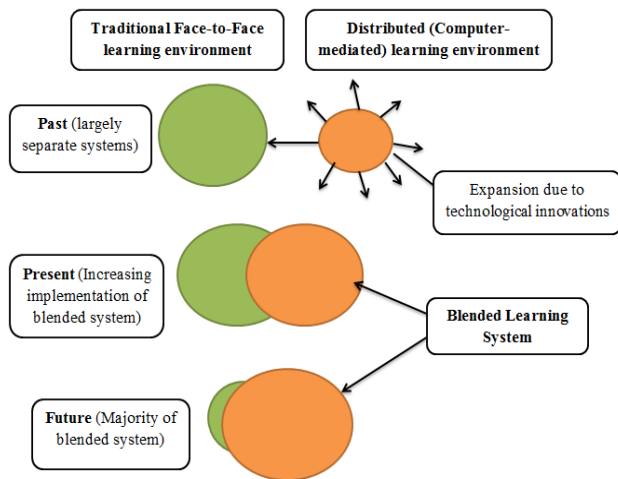 Traditional Face-to-Face
learning environment
Distributed (Computer-
mediated) learning environment
Past (largely
separate systems)
Expansion due to
technological innovations
Present (Increasing
implementation of
blended system)
Blended Learning
System
Future (Majority of
blended system)